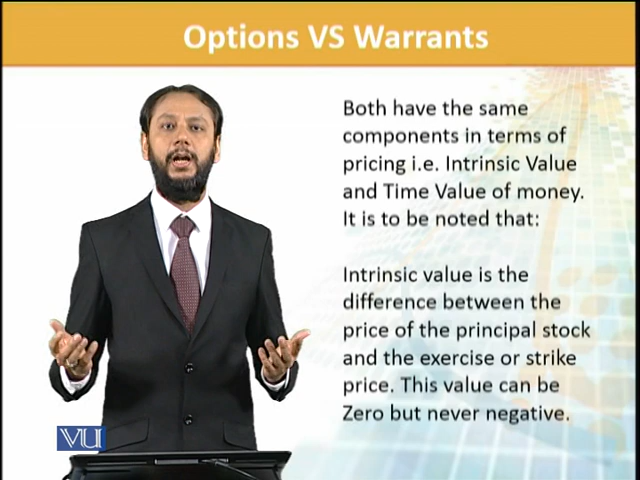 Options VS Warrants
Both have the same
components in terms of
pricing i.e. Intrinsic Value
and Time Value of money.
It is to be noted that:
Intrinsic value is the
difference between the
price of the principal stock
and the exercise or strike
price. This value can be
Zero but never negative.
VU